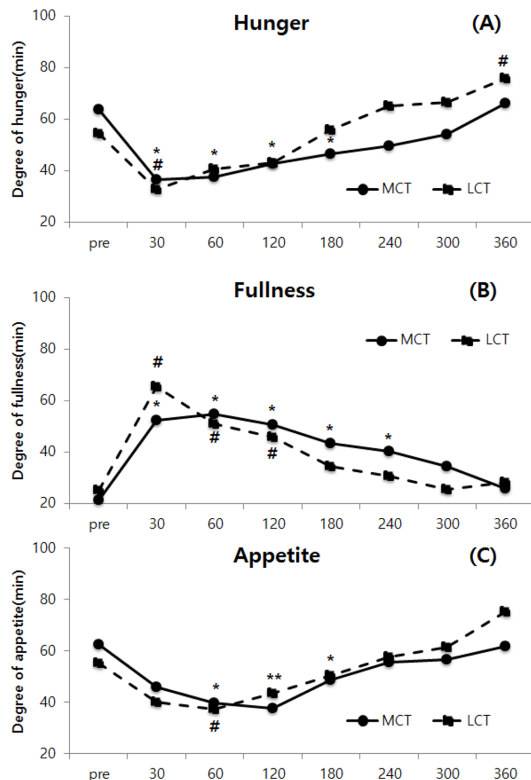 Hunger (A)
Degree of hunger(min)
100
80
60
40
20
#
* * * *
#
MCT LCT
pre 30 60 120 180 240 300 360
Fullness (B)
Degree of fullness(min)
100
80
60
40
20
MCT LCT
#
* * * * *
# #
pre 30 60 120 180 240 300 360
Appetite (C)
Degree of appetite(min)
100
80
60
40
20
* ** *
#
MCT LCT
pre 30 60 120 180 240 300 360